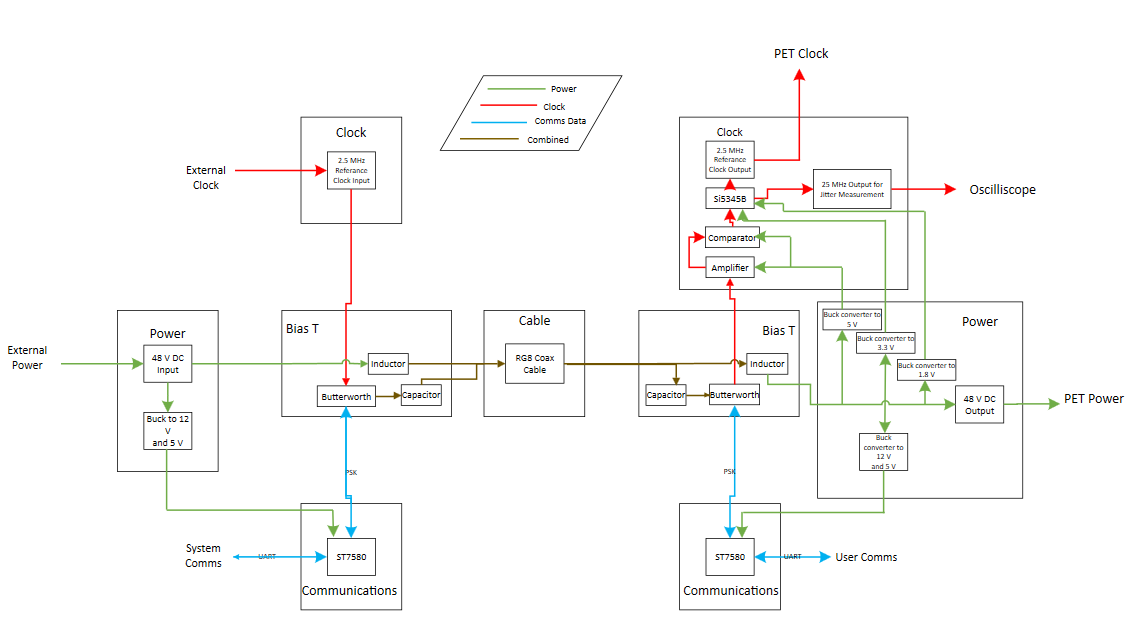 PET Clock
Power
Clock
Comms Data
Combined
Clock
2.5 MHz
Referance
Clock Input
External
Clock
Clock
2.5 MHz
Referance
Clock Output
Si5345B
25 MHz Output for
Jitter Measurement
Oscilliscope
Comparator
Amplifier
External
Power
Power
48 V DC
Input
Buck to 12
V
and 5 V
Bias T
Inductor
Butterworth
Capacitor
Cable
RG8 Coax
Cable
Bias T
Inductor
Capacitor
Butterworth
Power
Buck converter to
5 V
Buck converter to
3.3 V
Buck converter to
1.8 V
48 V DC
Output
PET Power
Buck
converter to
12 V
and 5 V
PSK
PSK
System
Comms
UART
ST7580
Communications
ST7580
Communications
UART
User Comms